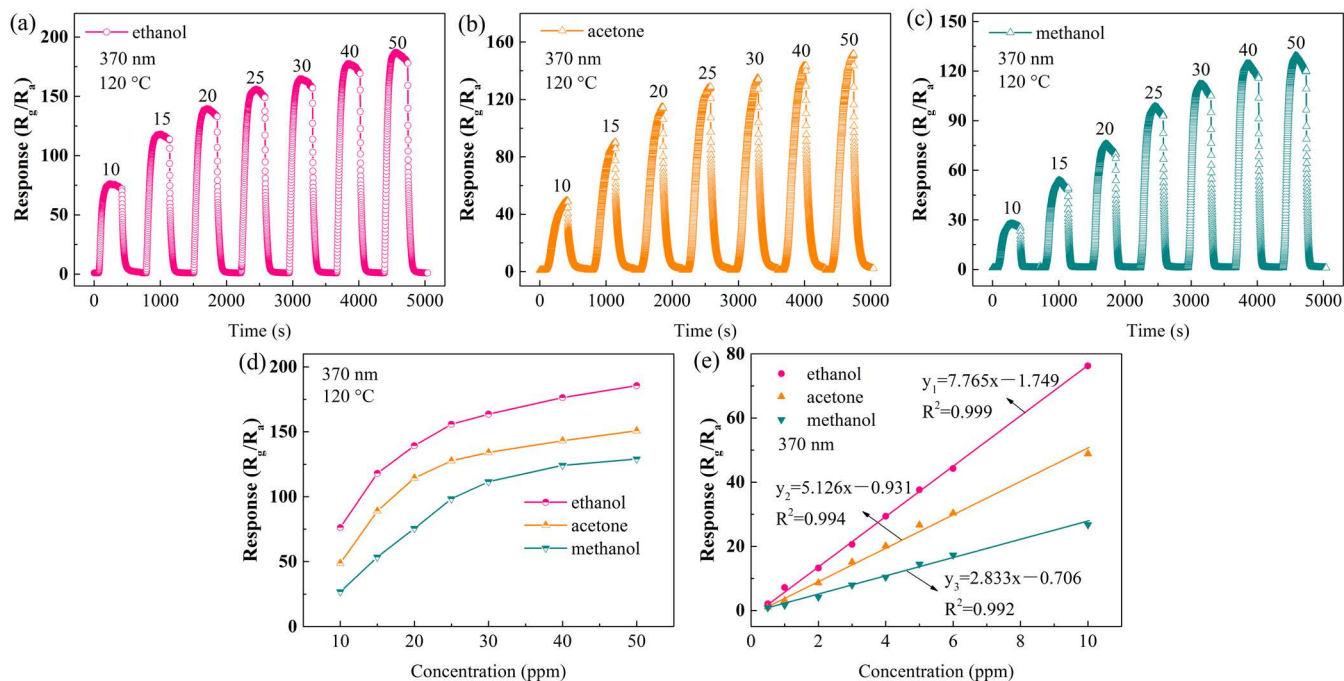 (a)
ethanol
370 nm
120 °C
10
15
20
25
30
40
50
200
150
100
50
0
Response (Rg/Ra)
0 1000 2000 3000 4000 5000
Time (s)
(b)
acetone
370 nm
120 °C
10
15
20
25
30
40
50
160
120
80
40
0
Response (Rg/Ra)
0 1000 2000 3000 4000 5000
Time (s)
(c)
methanol
370 nm
120 °C
10
15
20
25
30
40
50
150
120
90
60
30
0
Response (Rg/Ra)
0 1000 2000 3000 4000 5000
Time (s)
(d)
370 nm
120 °C
ethanol
acetone
methanol
200
150
100
50
0
Response (Rg/Ra)
10 20 30 40 50
Concentration (ppm)
(e)
ethanol
acetone
methanol
370 nm
y₁=7.765x−1.749
R²=0.999
y₂=5.126x−0.931
R²=0.994
y₃=2.833x−0.706
R²=0.992
80
60
40
20
0
Response (Rg/Ra)
2 4 6 8 10
Concentration (ppm)